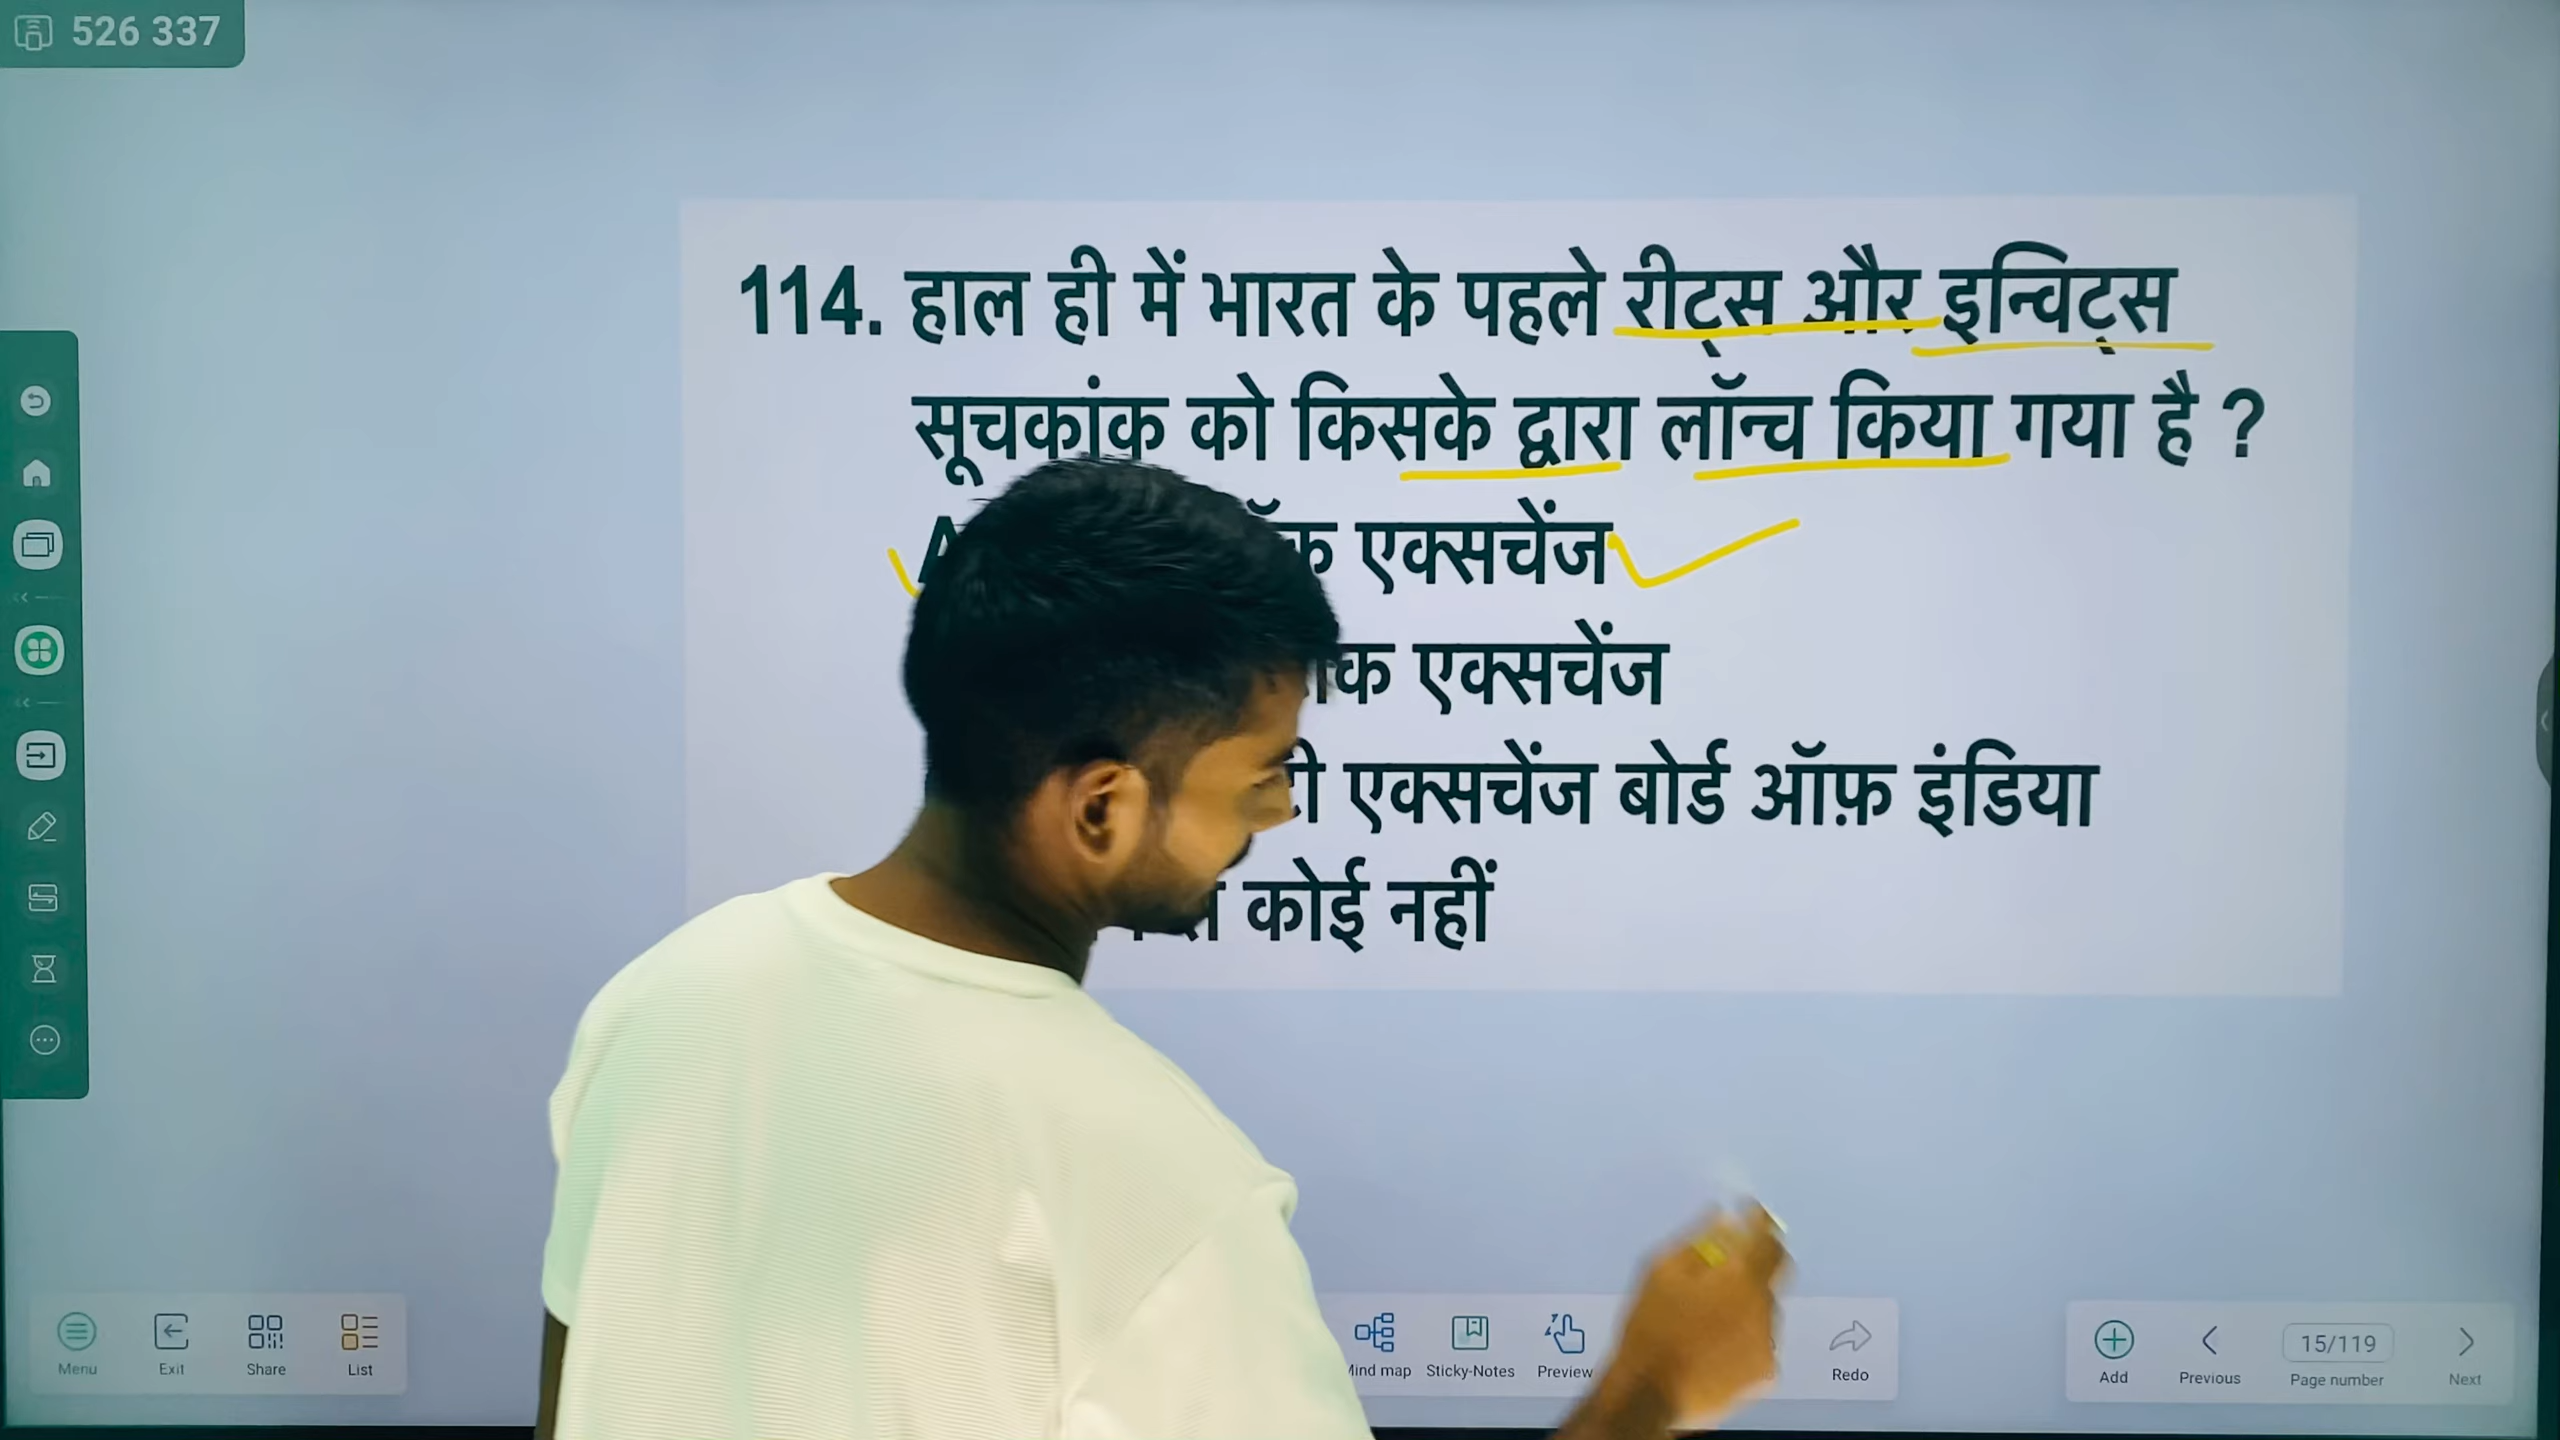 526 337
114. हाल ही में भारत के पहले रीट्स और इन्विट्स
सूचकांक को किसके द्वारा लॉन्च किया गया है ?
एक्सचेंज
एक्सचेंज
एक्सचेंज बोर्ड ऑफ़ इंडिया
कोई नहीं
Menu
Exit
Share
List
Mind map
Sticky-Notes
Preview
Redo
Add
Previous
15/119
Page number
Next